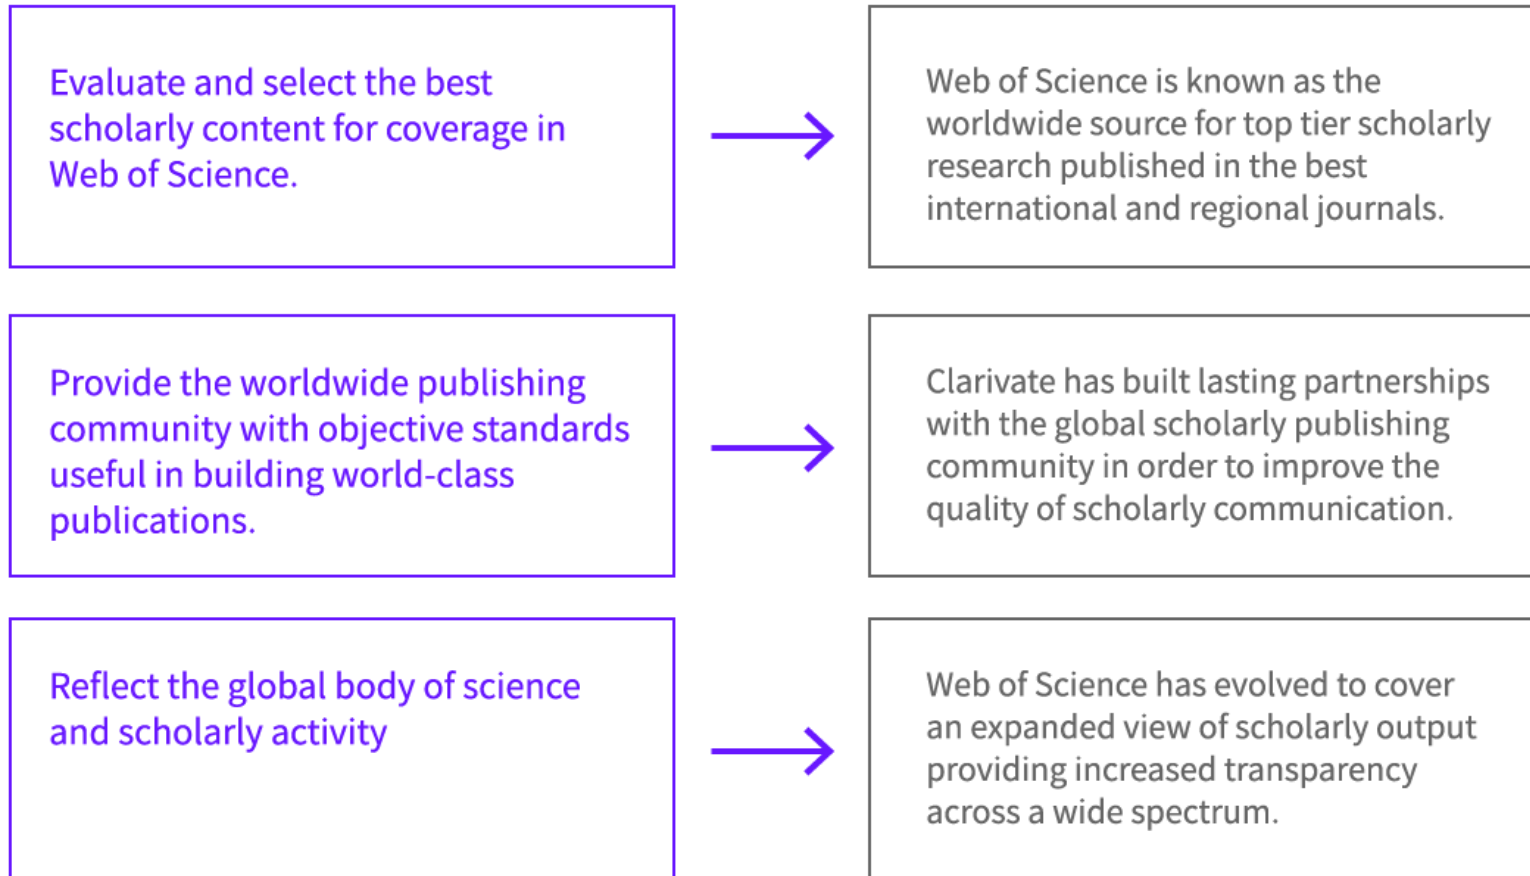 Evaluate and select the best
scholarly content for coverage in
Web of Science.
Web of Science is known as the
worldwide source for top tier scholarly
research published in the best
international and regional journals.
Provide the worldwide publishing
community with objective standards
useful in building world-class
publications.
Clarivate has built lasting partnerships
with the global scholarly publishing
community in order to improve the
quality of scholarly communication.
Reflect the global body of science
and scholarly activity
Web of Science has evolved to cover
an expanded view of scholarly output
providing increased transparency
across a wide spectrum.